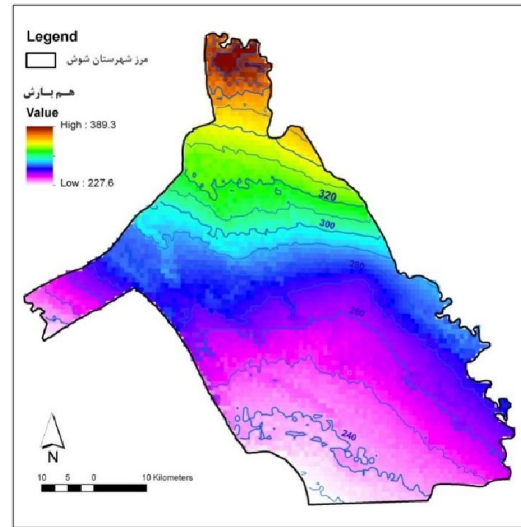 Legend
مرز شهرستان شوش
هم بارش
Value
High : 389.3
Low : 227.6
320
300
280
260
240
N
10 5 0 10 Kilometers